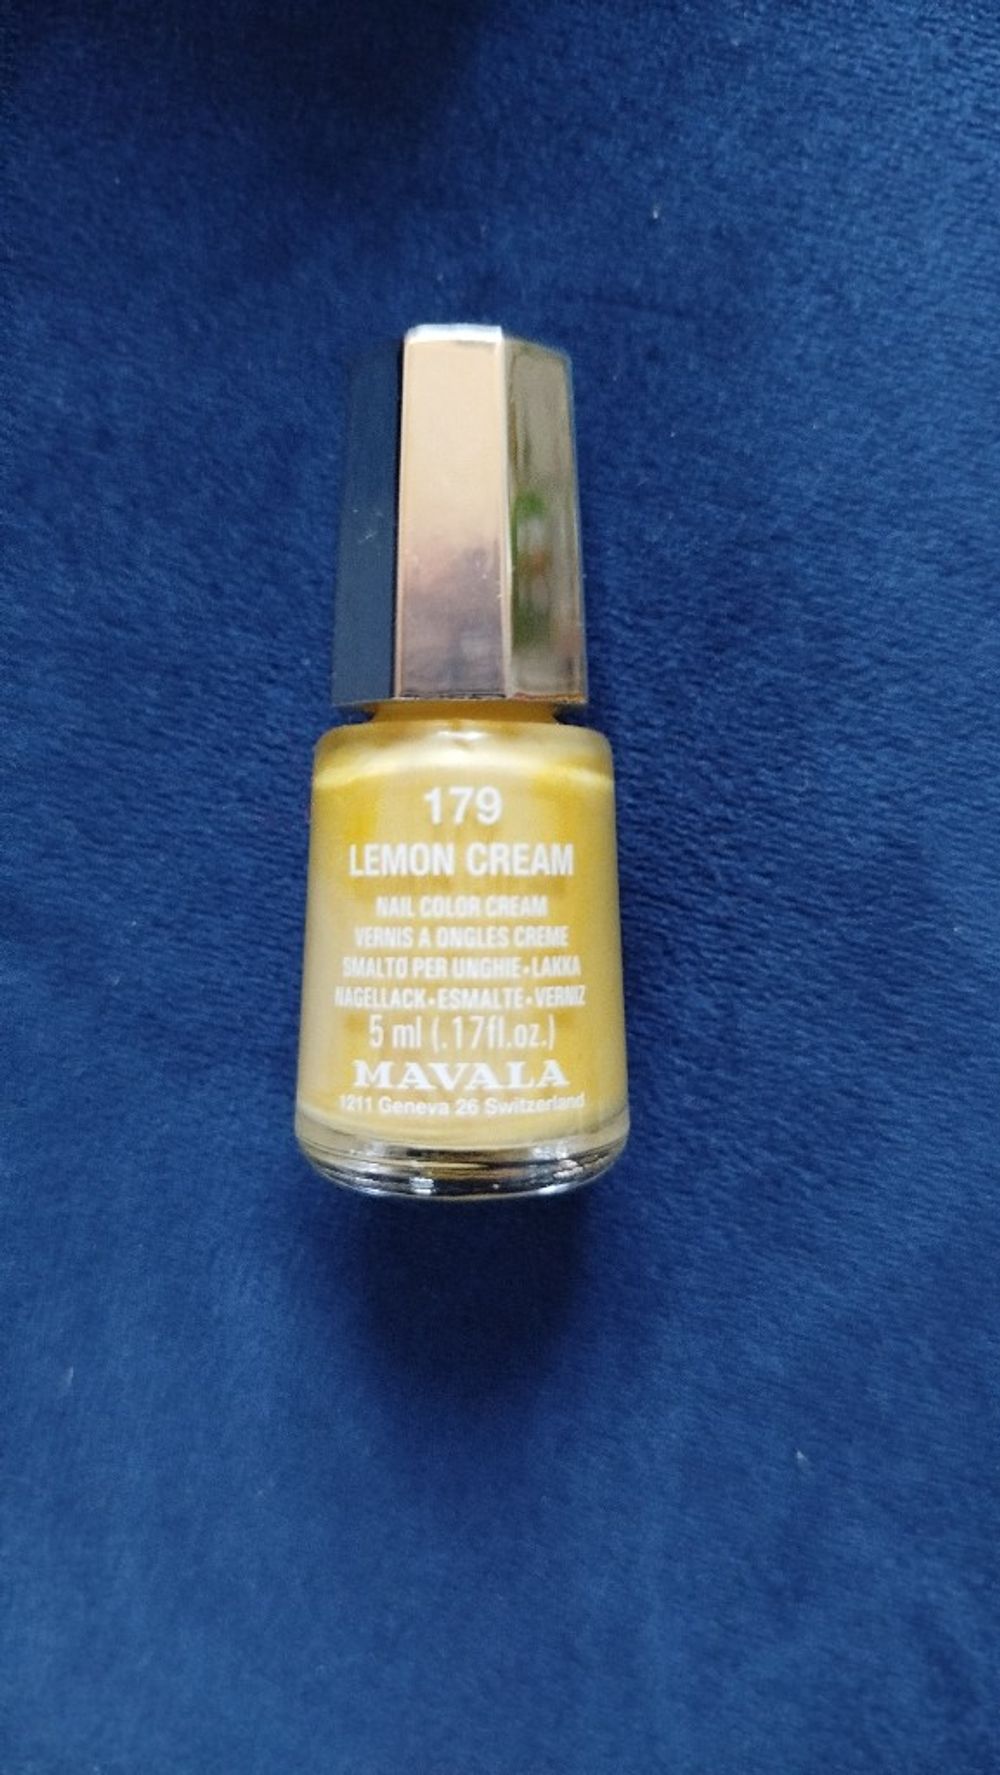 179
LEMON CREAM
NAIL COLOR CREAM
VERNIS A ONGLES CREME
SMALTO PER UNGHIE•LAKKA
NAGELLACK•ESMALTE•VERNIZ
5 ml (.17fl.oz.)
MAVALA
1211 Geneva 26 Switzerland